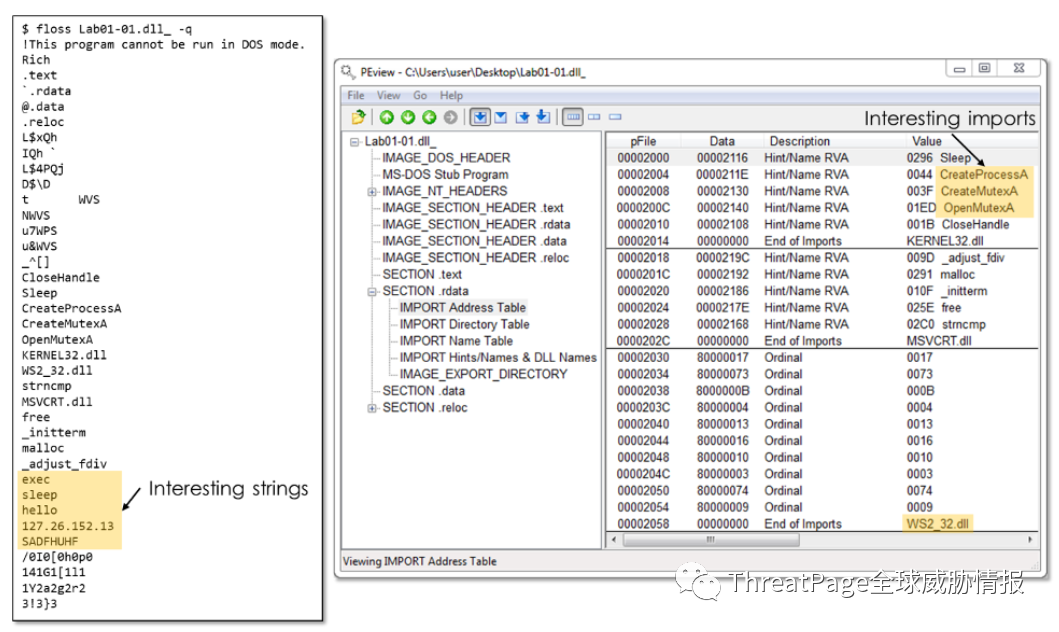 $ floss Lab01-01.dll_ -q
!This program cannot be run in DOS mode.
Rich
.text
`.rdata
@.data
.reloc
L$xQh
IQh `
L$4PQj
D$\D
t WVS
NWVS
u7WPS
u&WVS
_^[]
CloseHandle
Sleep
CreateProcessA
CreateMutexA
OpenMutexA
KERNEL32.dll
WS2_32.dll
strncmp
MSVCRT.dll
free
_initterm
malloc
_adjust_fdiv
exec
sleep
hello
127.26.152.13
SADFHUHF
/0I0[0h0p0
141G1[1l1
1Y2a2g2r2
3!3}3
Interesting strings
PEview - C:\Users\user\Desktop\Lab01-01.dll_
File View Go Help
Interesting imports
Lab01-01.dll_
IMAGE_DOS_HEADER
MS-DOS Stub Program
IMAGE_NT_HEADERS
IMAGE_SECTION_HEADER .text
IMAGE_SECTION_HEADER .rdata
IMAGE_SECTION_HEADER .data
IMAGE_SECTION_HEADER .reloc
SECTION .text
SECTION .rdata
IMPORT Address Table
IMPORT Directory Table
IMPORT Name Table
IMPORT Hints/Names & DLL Names
IMAGE_EXPORT_DIRECTORY
SECTION .data
SECTION .reloc
pFile Data Description Value
00002000 00002116 Hint/Name RVA 0296 Sleep
00002004 0000211E Hint/Name RVA 0044 CreateProcessA
00002008 00002130 Hint/Name RVA 003F CreateMutexA
0000200C 00002140 Hint/Name RVA 01ED OpenMutexA
00002010 00002108 Hint/Name RVA 001B CloseHandle
00002014 00000000 End of Imports KERNEL32.dll
00002018 0000219C Hint/Name RVA 009D _adjust_fdiv
0000201C 00002192 Hint/Name RVA 0291 malloc
00002020 00002186 Hint/Name RVA 010F _initterm
00002024 0000217E Hint/Name RVA 025E free
00002028 00002168 Hint/Name RVA 02C0 strncmp
0000202C 00000000 End of Imports MSVCRT.dll
00002030 80000017 Ordinal 0017
00002034 80000073 Ordinal 0073
00002038 8000000B Ordinal 000B
0000203C 80000004 Ordinal 0004
00002040 80000013 Ordinal 0013
00002044 80000016 Ordinal 0016
00002048 80000010 Ordinal 0010
0000204C 80000003 Ordinal 0003
00002050 80000074 Ordinal 0074
00002054 80000009 Ordinal 0009
00002058 00000000 End of Imports WS2_32.dll
Viewing IMPORT Address Table
ThreatPage全球威胁情报